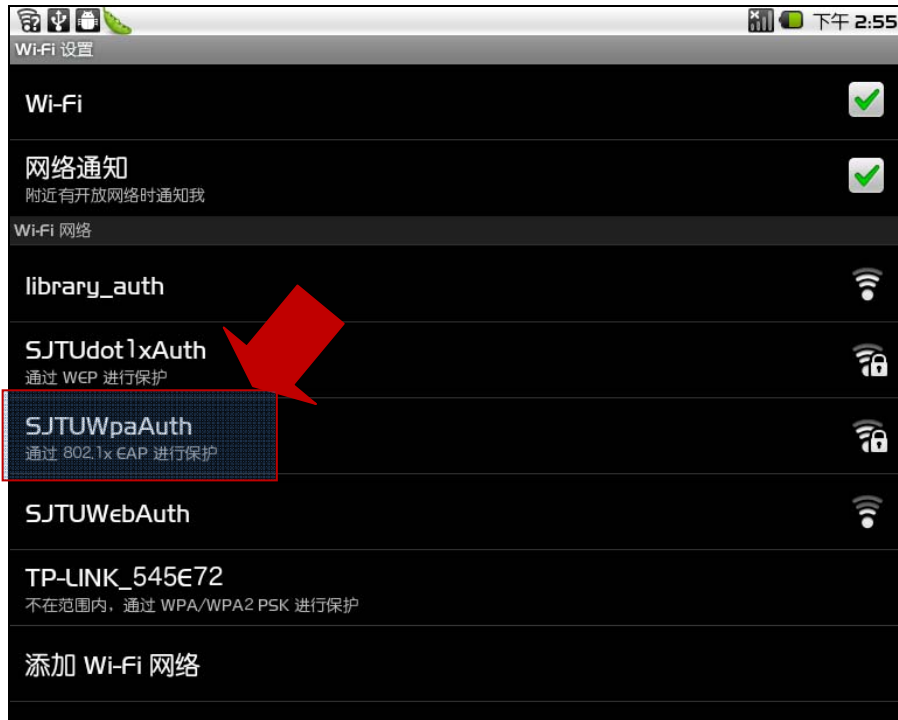 下午 2:55
Wi-Fi 设置
Wi-Fi
网络通知
附近有开放网络时通知我
Wi-Fi 网络
library_auth
SJTUdot1xAuth
通过 WEP 进行保护
SJTUWpaAuth
通过 802.1x EAP 进行保护
SJTUWebAuth
TP-LINK_545E72
不在范围内，通过 WPA/WPA2 PSK 进行保护
添加 Wi-Fi 网络